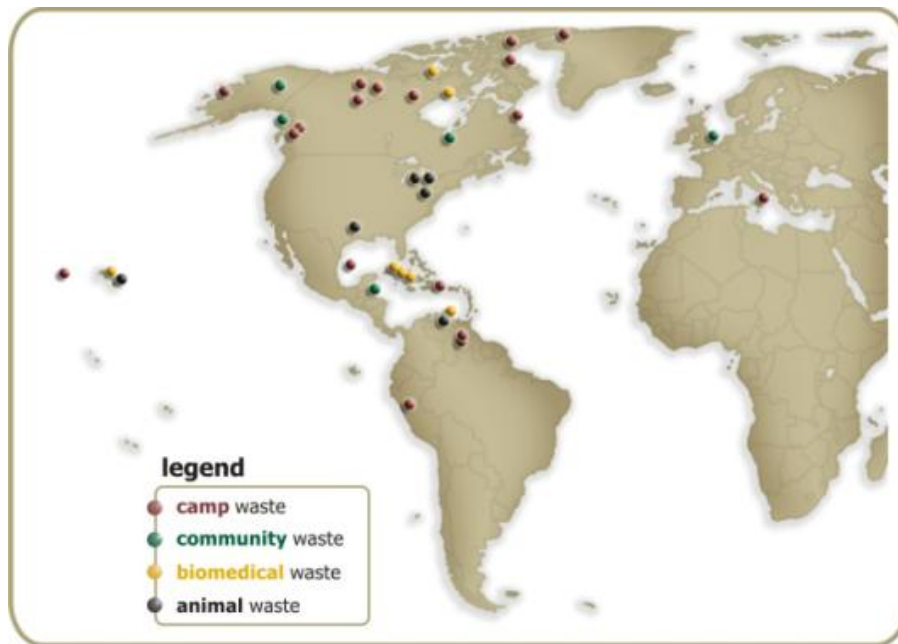 legend
camp waste
community waste
biomedical waste
animal waste